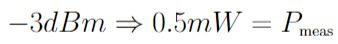 −3dBm ⇒ 0.5mW = P_meas